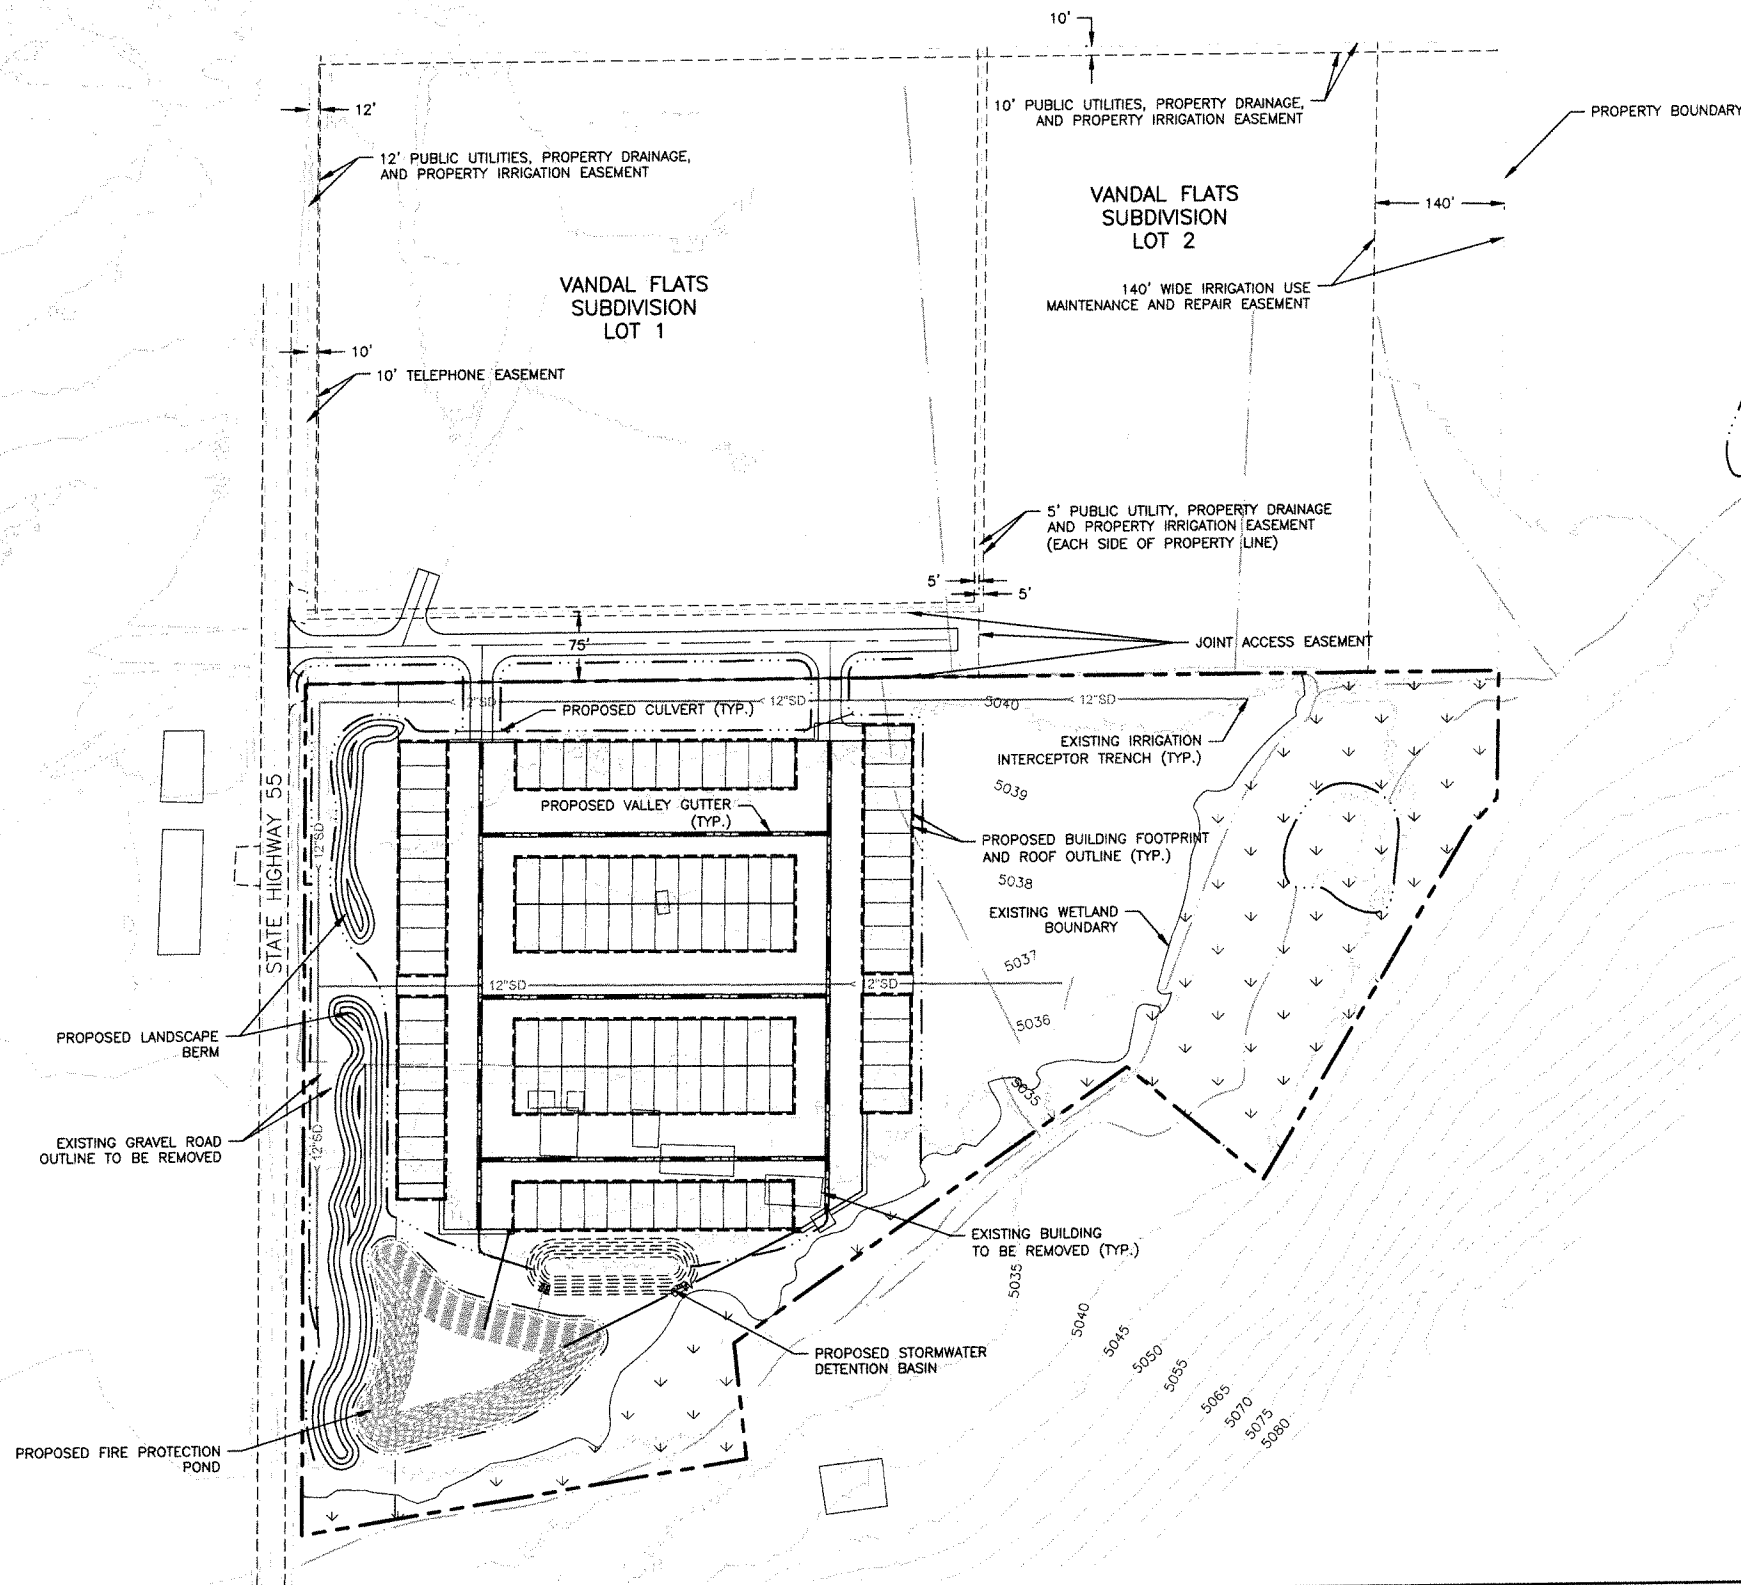 10'
12'
10' PUBLIC UTILITIES, PROPERTY DRAINAGE,
AND PROPERTY IRRIGATION EASEMENT
PROPERTY BOUNDARY
12' PUBLIC UTILITIES, PROPERTY DRAINAGE,
AND PROPERTY IRRIGATION EASEMENT
VANDAL FLATS
SUBDIVISION
LOT 2
140'
VANDAL FLATS
SUBDIVISION
LOT 1
140' WIDE IRRIGATION USE
MAINTENANCE AND REPAIR EASEMENT
10'
10' TELEPHONE EASEMENT
5' PUBLIC UTILITY, PROPERTY DRAINAGE
AND PROPERTY IRRIGATION EASEMENT
(EACH SIDE OF PROPERTY LINE)
5'
5'
75'
JOINT ACCESS EASEMENT
12"SD
12"SD
5040
12"SD
PROPOSED CULVERT (TYP.)
EXISTING IRRIGATION
INTERCEPTOR TRENCH (TYP.)
5039
PROPOSED VALLEY GUTTER
(TYP.)
12"SD
STATE HIGHWAY 55
PROPOSED BUILDING FOOTPRINT
AND ROOF OUTLINE (TYP.)
5038
EXISTING WETLAND
BOUNDARY
5037
12"SD
12"SD
5036
PROPOSED LANDSCAPE
BERM
5035
EXISTING GRAVEL ROAD
OUTLINE TO BE REMOVED
12"SD
EXISTING BUILDING
TO BE REMOVED (TYP.)
5035
5040
5045
5050
5055
5065
5070
5075
5080
PROPOSED STORMWATER
DETENTION BASIN
PROPOSED FIRE PROTECTION
POND